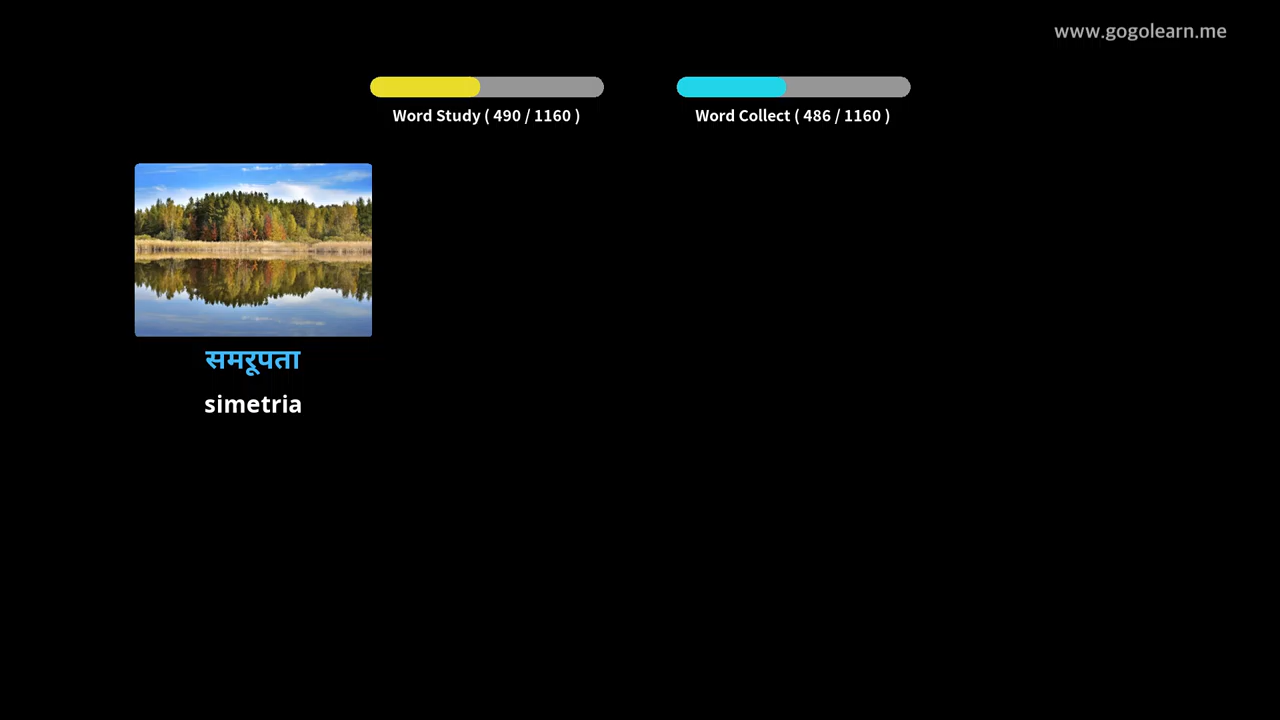 www.gogolearn.me
Word Study ( 490 / 1160 )
Word Collect ( 486 / 1160 )
समरूपता
simetria